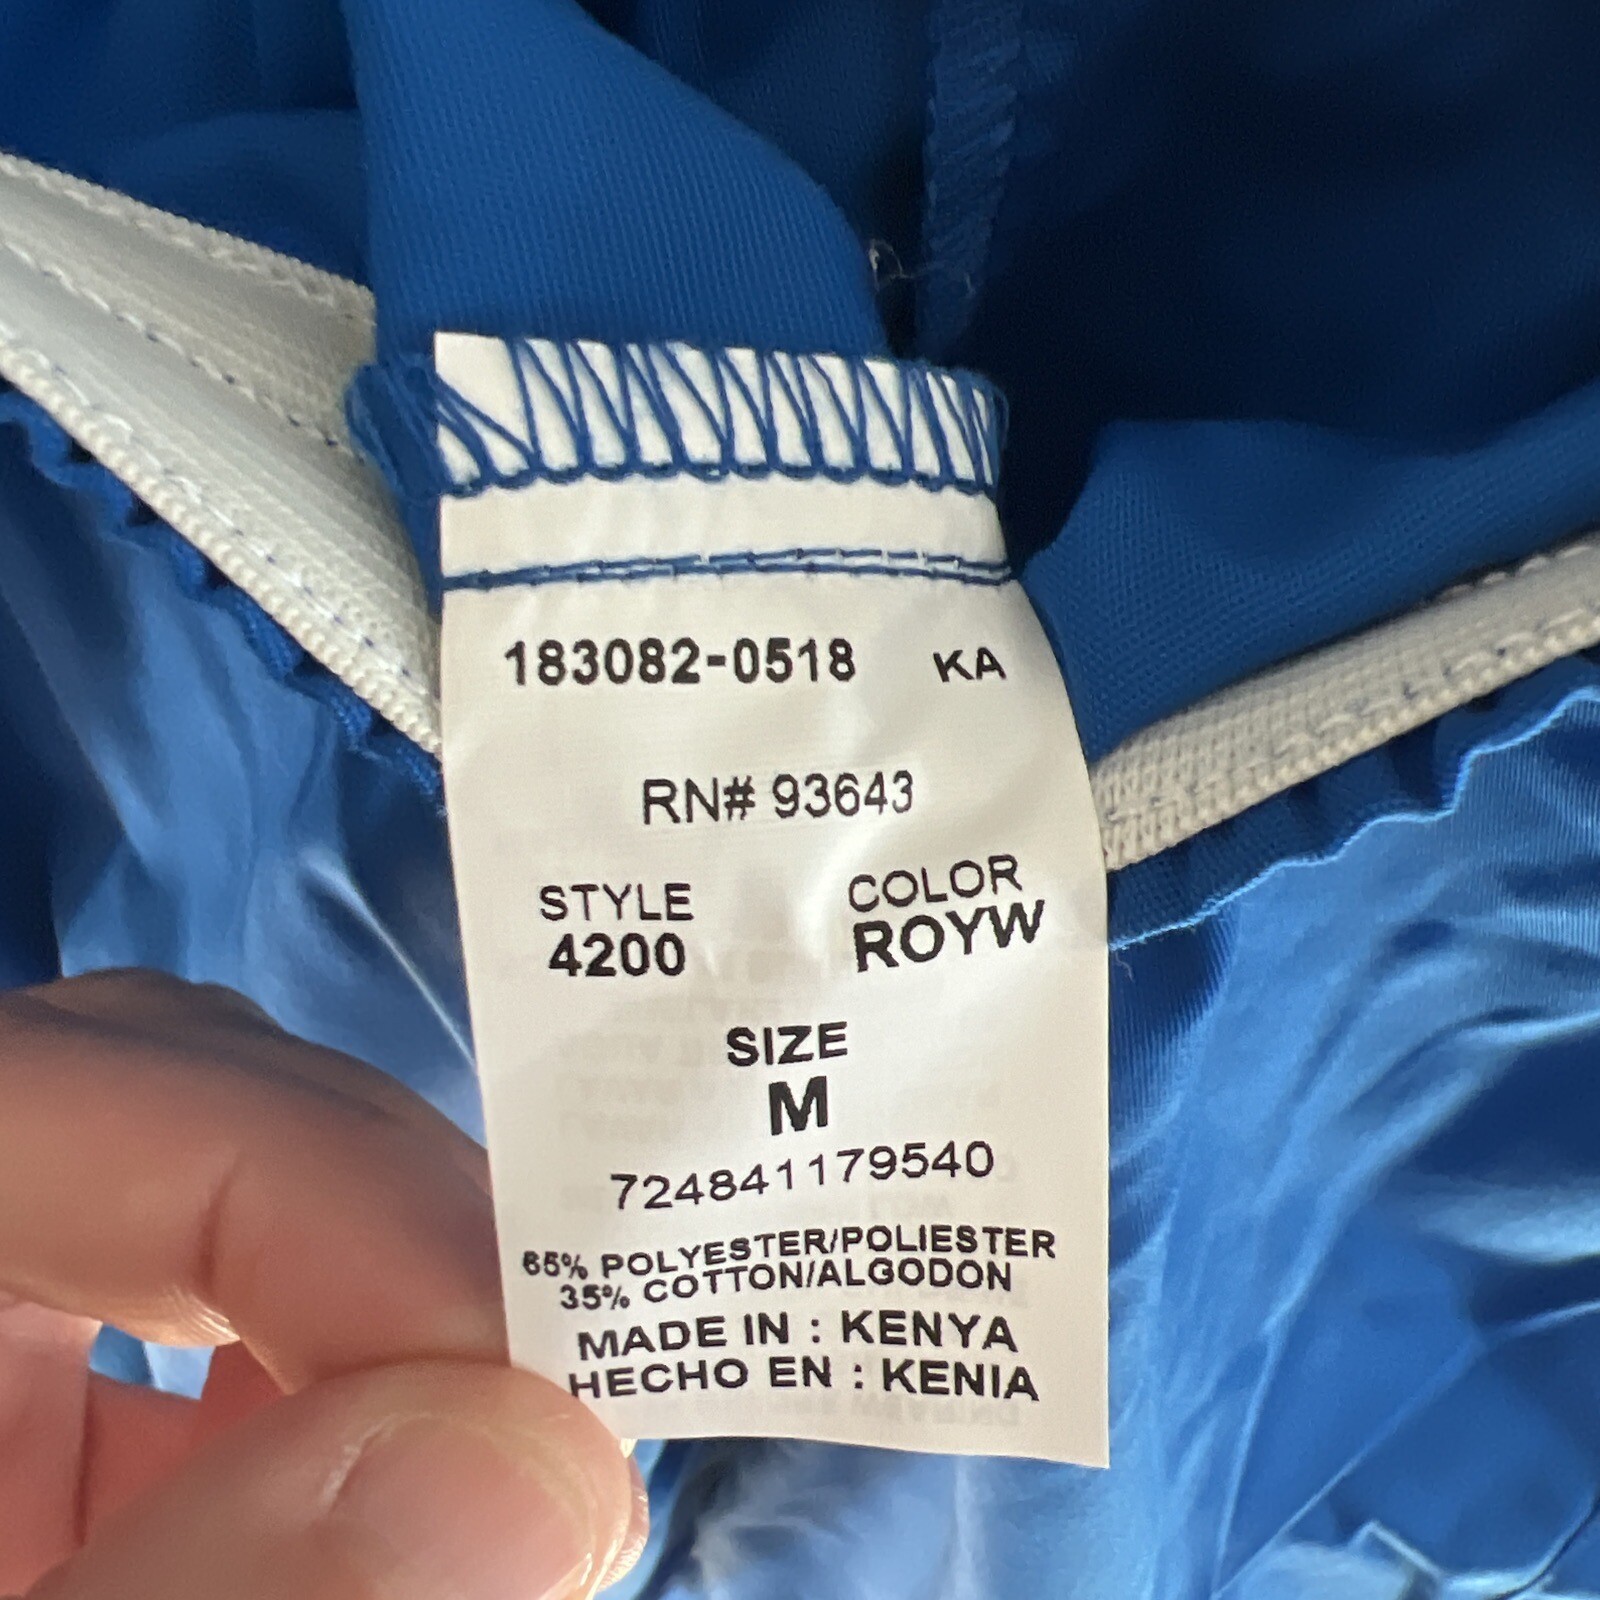 183082-0518 KA
RN# 93643
STYLE COLOR
4200 ROYW
SIZE
M
724841179540
65% POLYESTER/POLIESTER
35% COTTON/ALGODON
MADE IN : KENYA
HECHO EN : KENIA